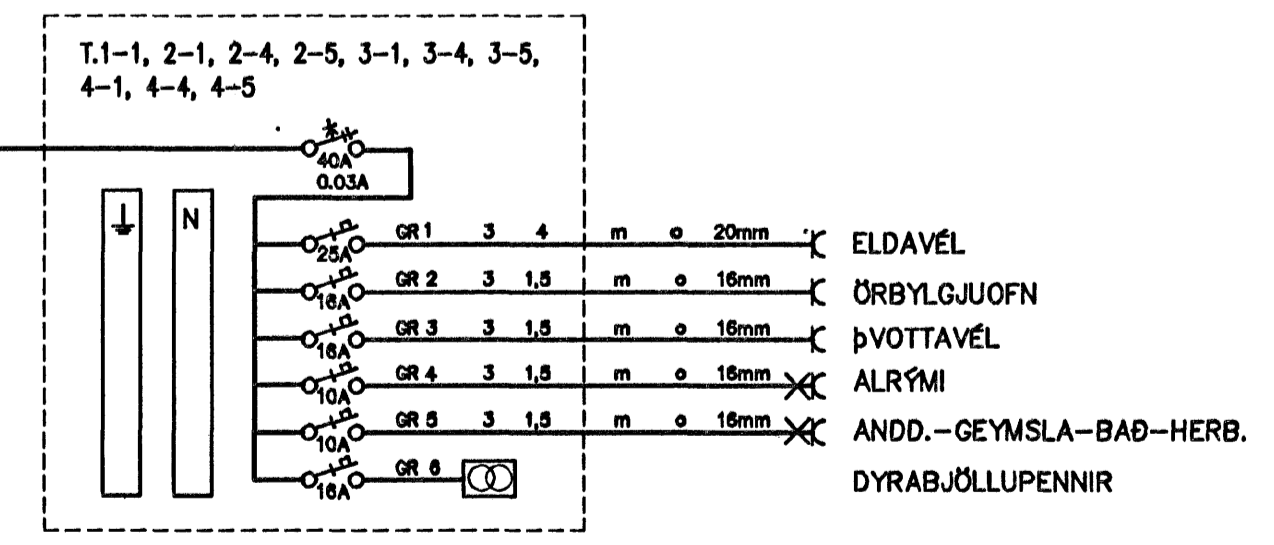 T.1-1, 2-1, 2-4, 2-5, 3-1, 3-4, 3-5,
4-1, 4-4, 4-5
40A
0.03A
N
25A GR 1 3 4 m o 20mm ELDAVÉL
16A GR 2 3 1,5 m o 16mm ÖRBYLGJUOFN
16A GR 3 3 1,5 m o 16mm ÞVOTTAVÉL
10A GR 4 3 1,5 m o 16mm ALRÝMI
10A GR 5 3 1,5 m o 16mm ANDD.-GEYMSLA-BAÐ-HERB.
16A GR 6 DYRABJÖLLUPENNIR